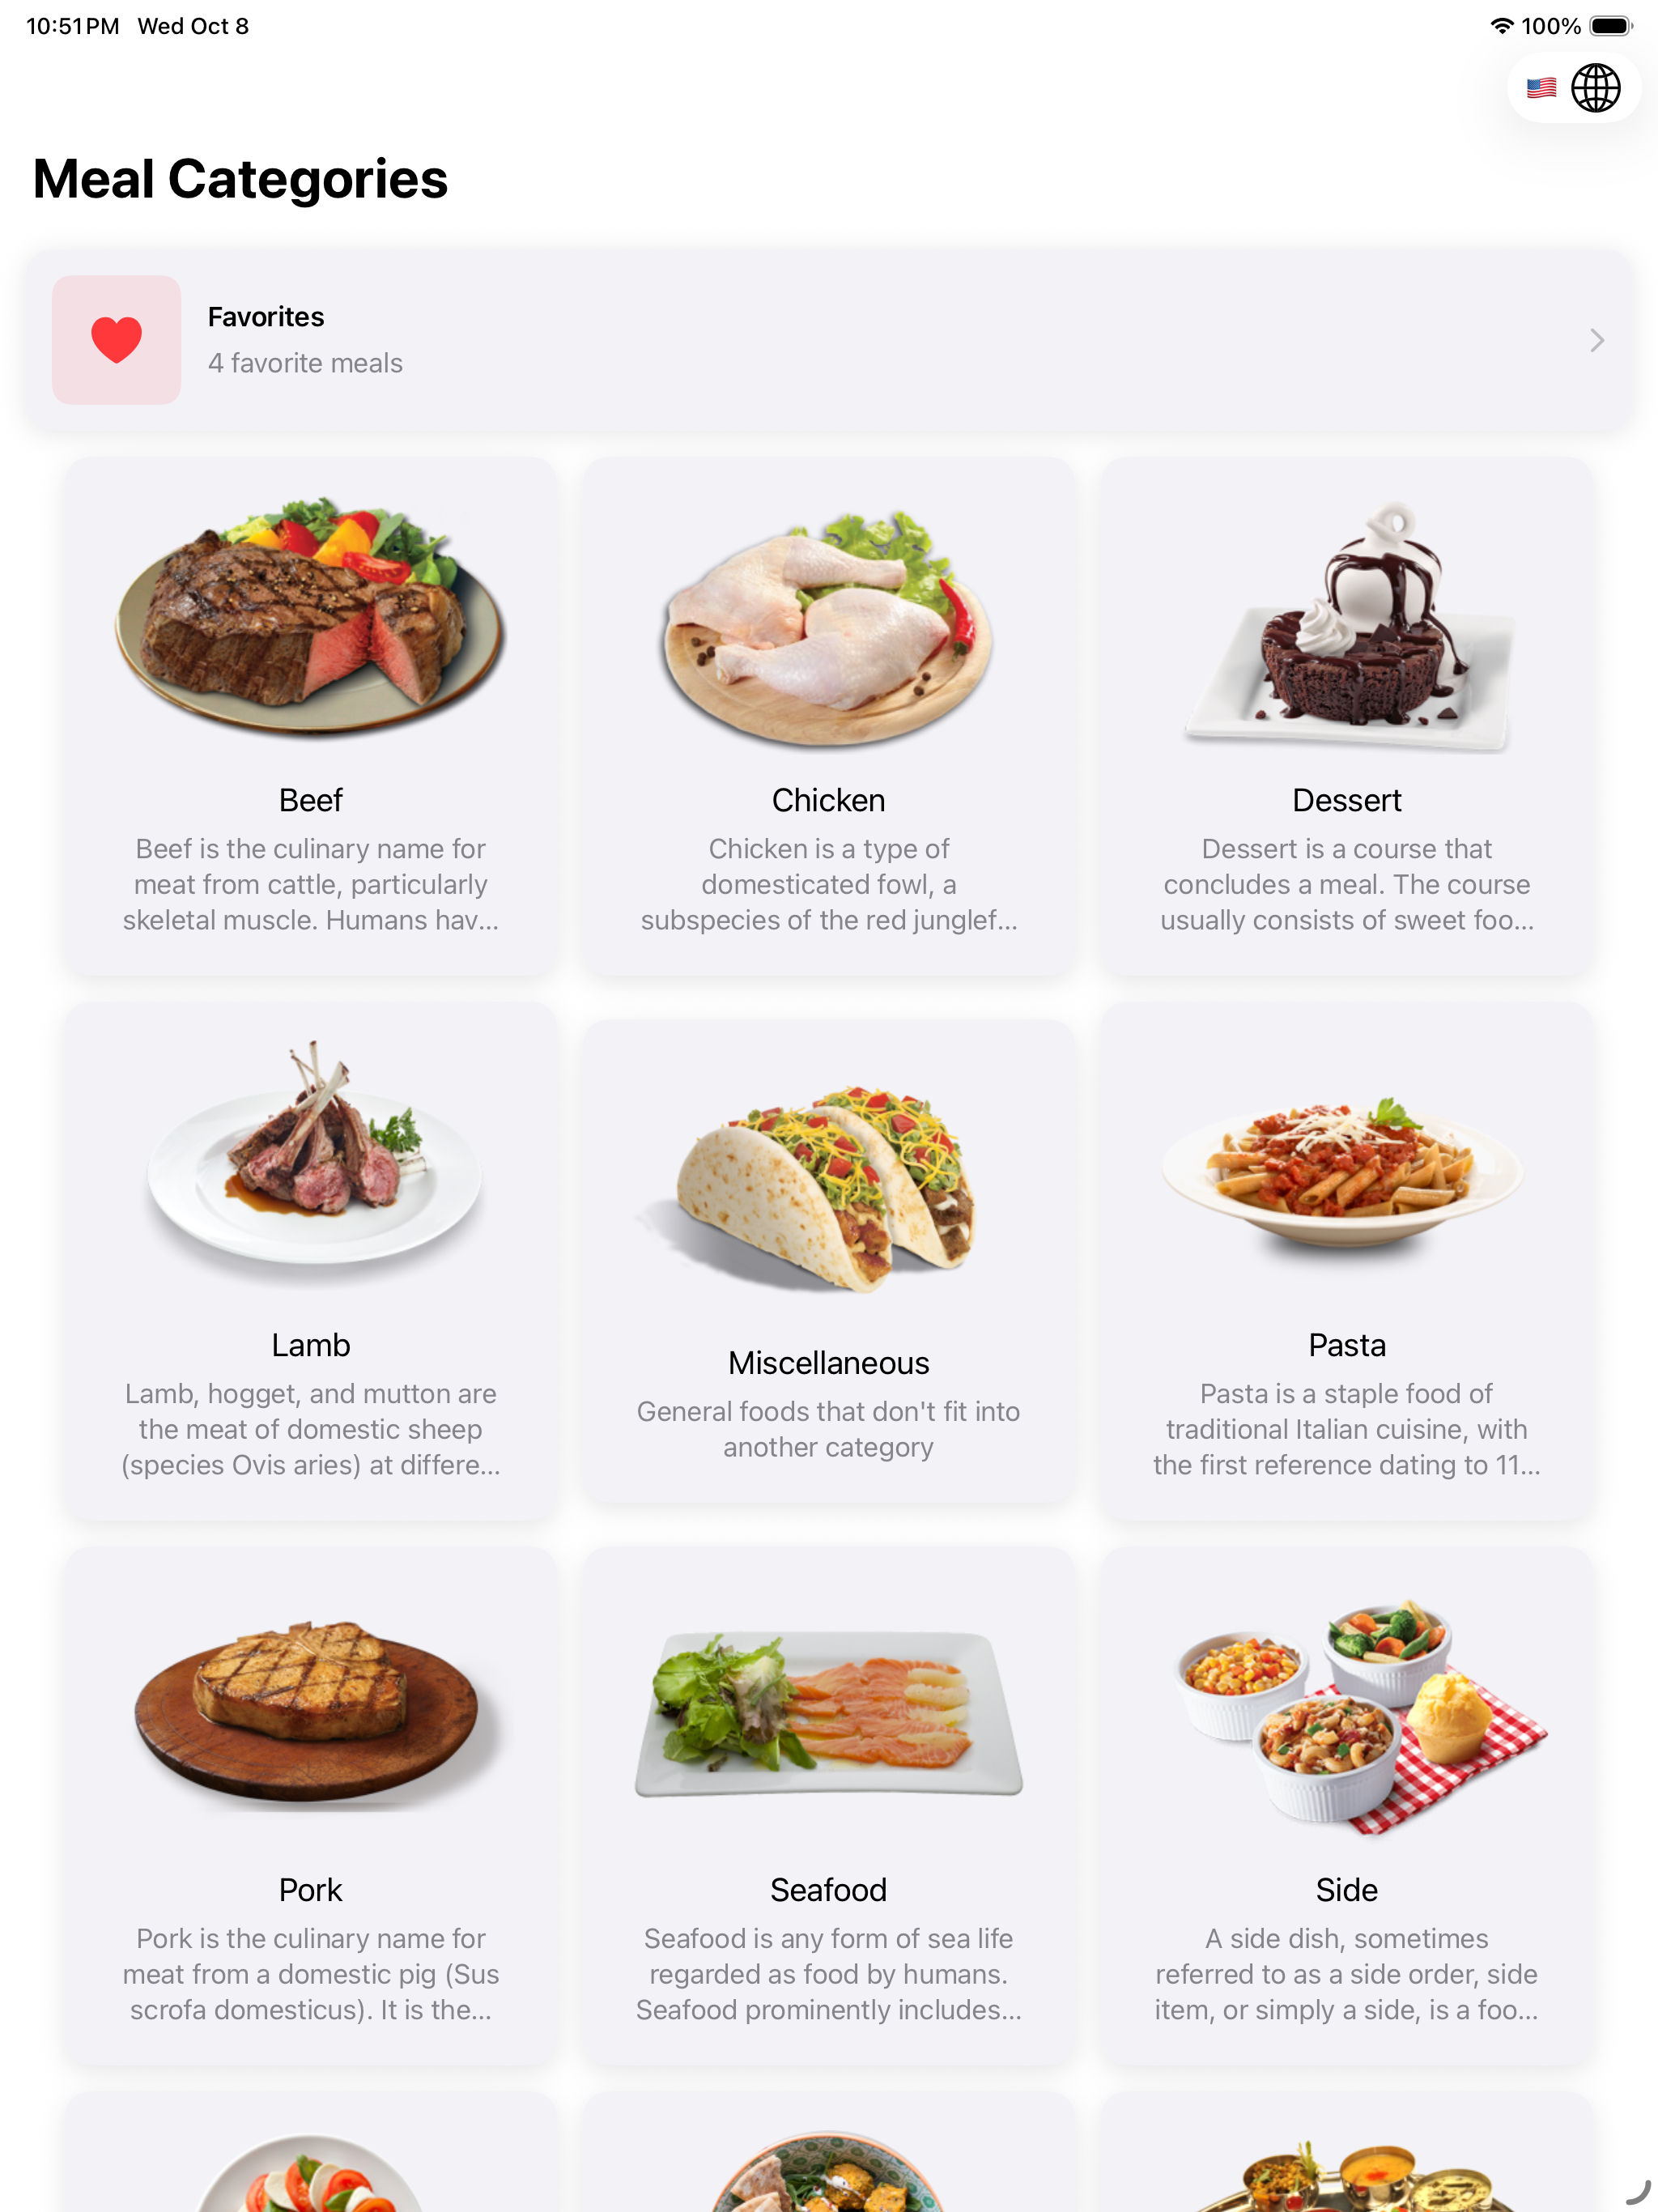 10:51 PM Wed Oct 8
100%
Meal Categories
Favorites
4 favorite meals
Beef
Beef is the culinary name for
meat from cattle, particularly
skeletal muscle. Humans hav...
Chicken
Chicken is a type of
domesticated fowl, a
subspecies of the red junglef...
Dessert
Dessert is a course that
concludes a meal. The course
usually consists of sweet foo...
Lamb
Lamb, hogget, and mutton are
the meat of domestic sheep
(species Ovis aries) at differe...
Miscellaneous
General foods that don't fit into
another category
Pasta
Pasta is a staple food of
traditional Italian cuisine, with
the first reference dating to 11...
Pork
Pork is the culinary name for
meat from a domestic pig (Sus
scrofa domesticus). It is the...
Seafood
Seafood is any form of sea life
regarded as food by humans.
Seafood prominently includes...
Side
A side dish, sometimes
referred to as a side order, side
item, or simply a side, is a foo...